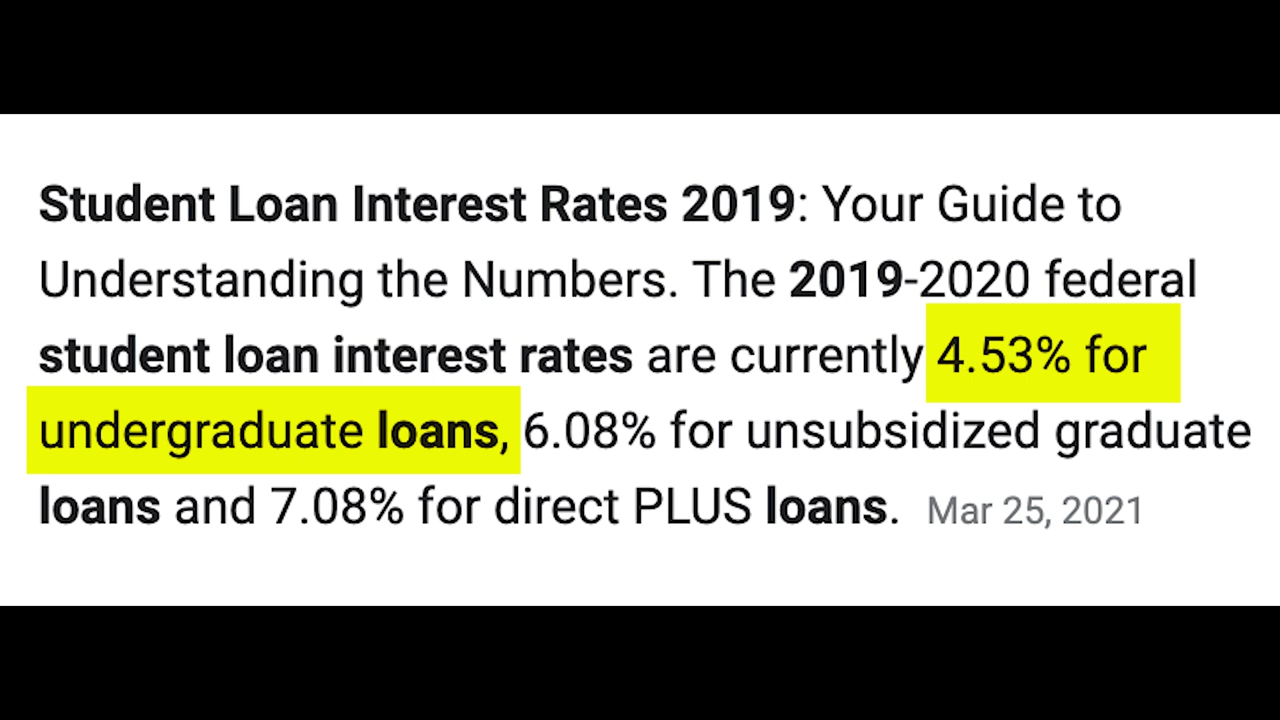 Student Loan Interest Rates 2019: Your Guide to
Understanding the Numbers. The 2019-2020 federal
student loan interest rates are currently 4.53% for
undergraduate loans, 6.08% for unsubsidized graduate
loans and 7.08% for direct PLUS loans. Mar 25, 2021